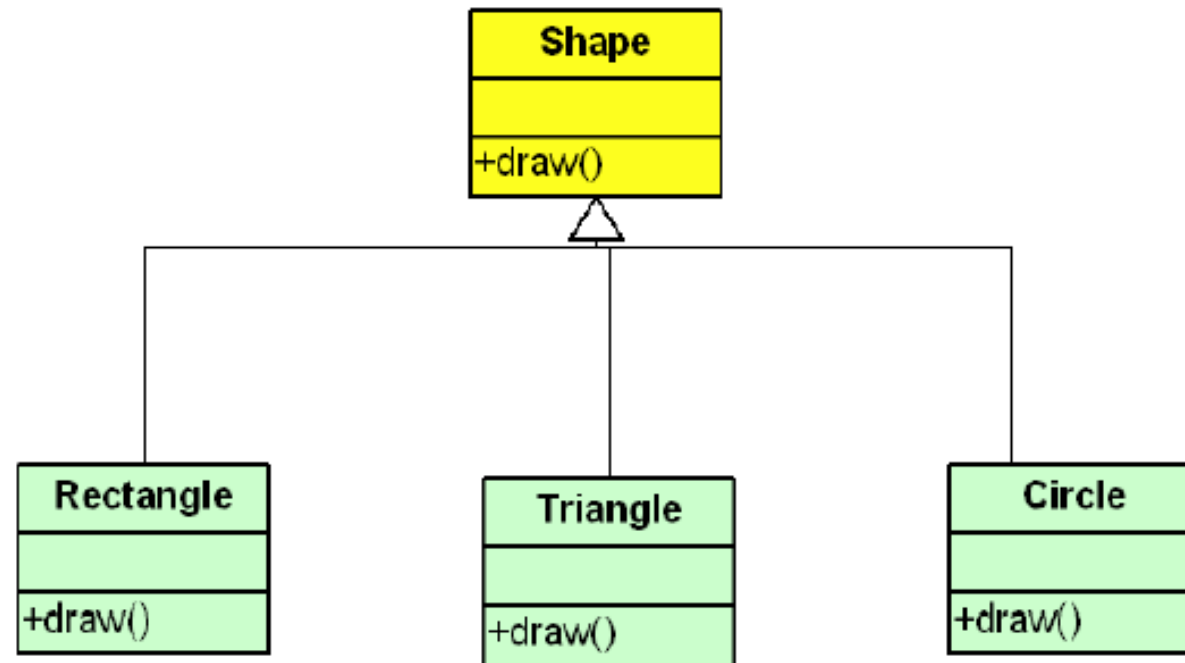 Shape
+draw()
Rectangle
Triangle
Circle
+draw()
+draw()
+draw()